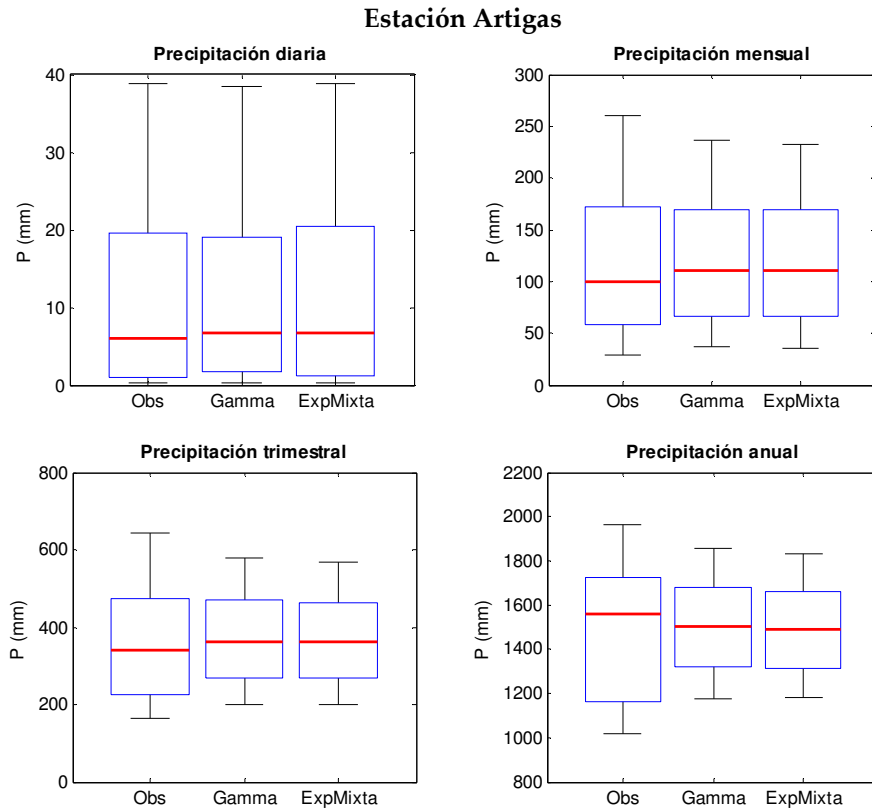 Estación Artigas
Precipitación diaria
40
30
20
10
0
P (mm)
Obs Gamma ExpMixta
Precipitación mensual
300
250
200
150
100
50
0
P (mm)
Obs Gamma ExpMixta
Precipitación trimestral
800
600
400
200
0
P (mm)
Obs Gamma ExpMixta
Precipitación anual
2200
2000
1800
1600
1400
1200
1000
800
P (mm)
Obs Gamma ExpMixta